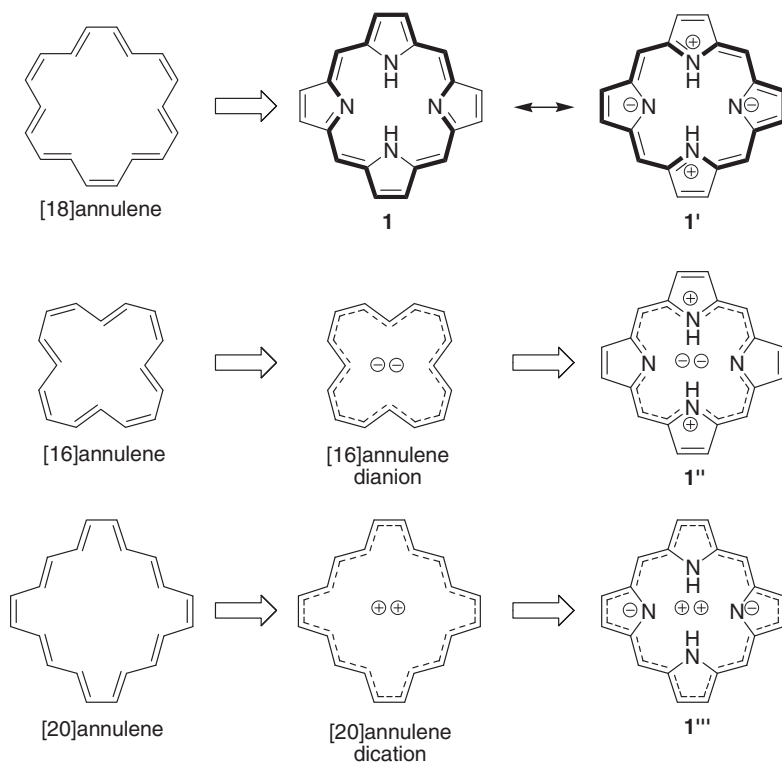 N
H
N
N
H
N
[18]annulene
1
⊕
N
H
⊖ N
N ⊖
H
N
⊕
1'
[16]annulene
⊖⊖
[16]annulene
dianion
⊕
N
H
N ⊖⊖ N
H
N
⊕
1''
[20]annulene
⊕⊕
[20]annulene
dication
N
H
⊖ N ⊕⊕ N ⊖
H
N
1'''